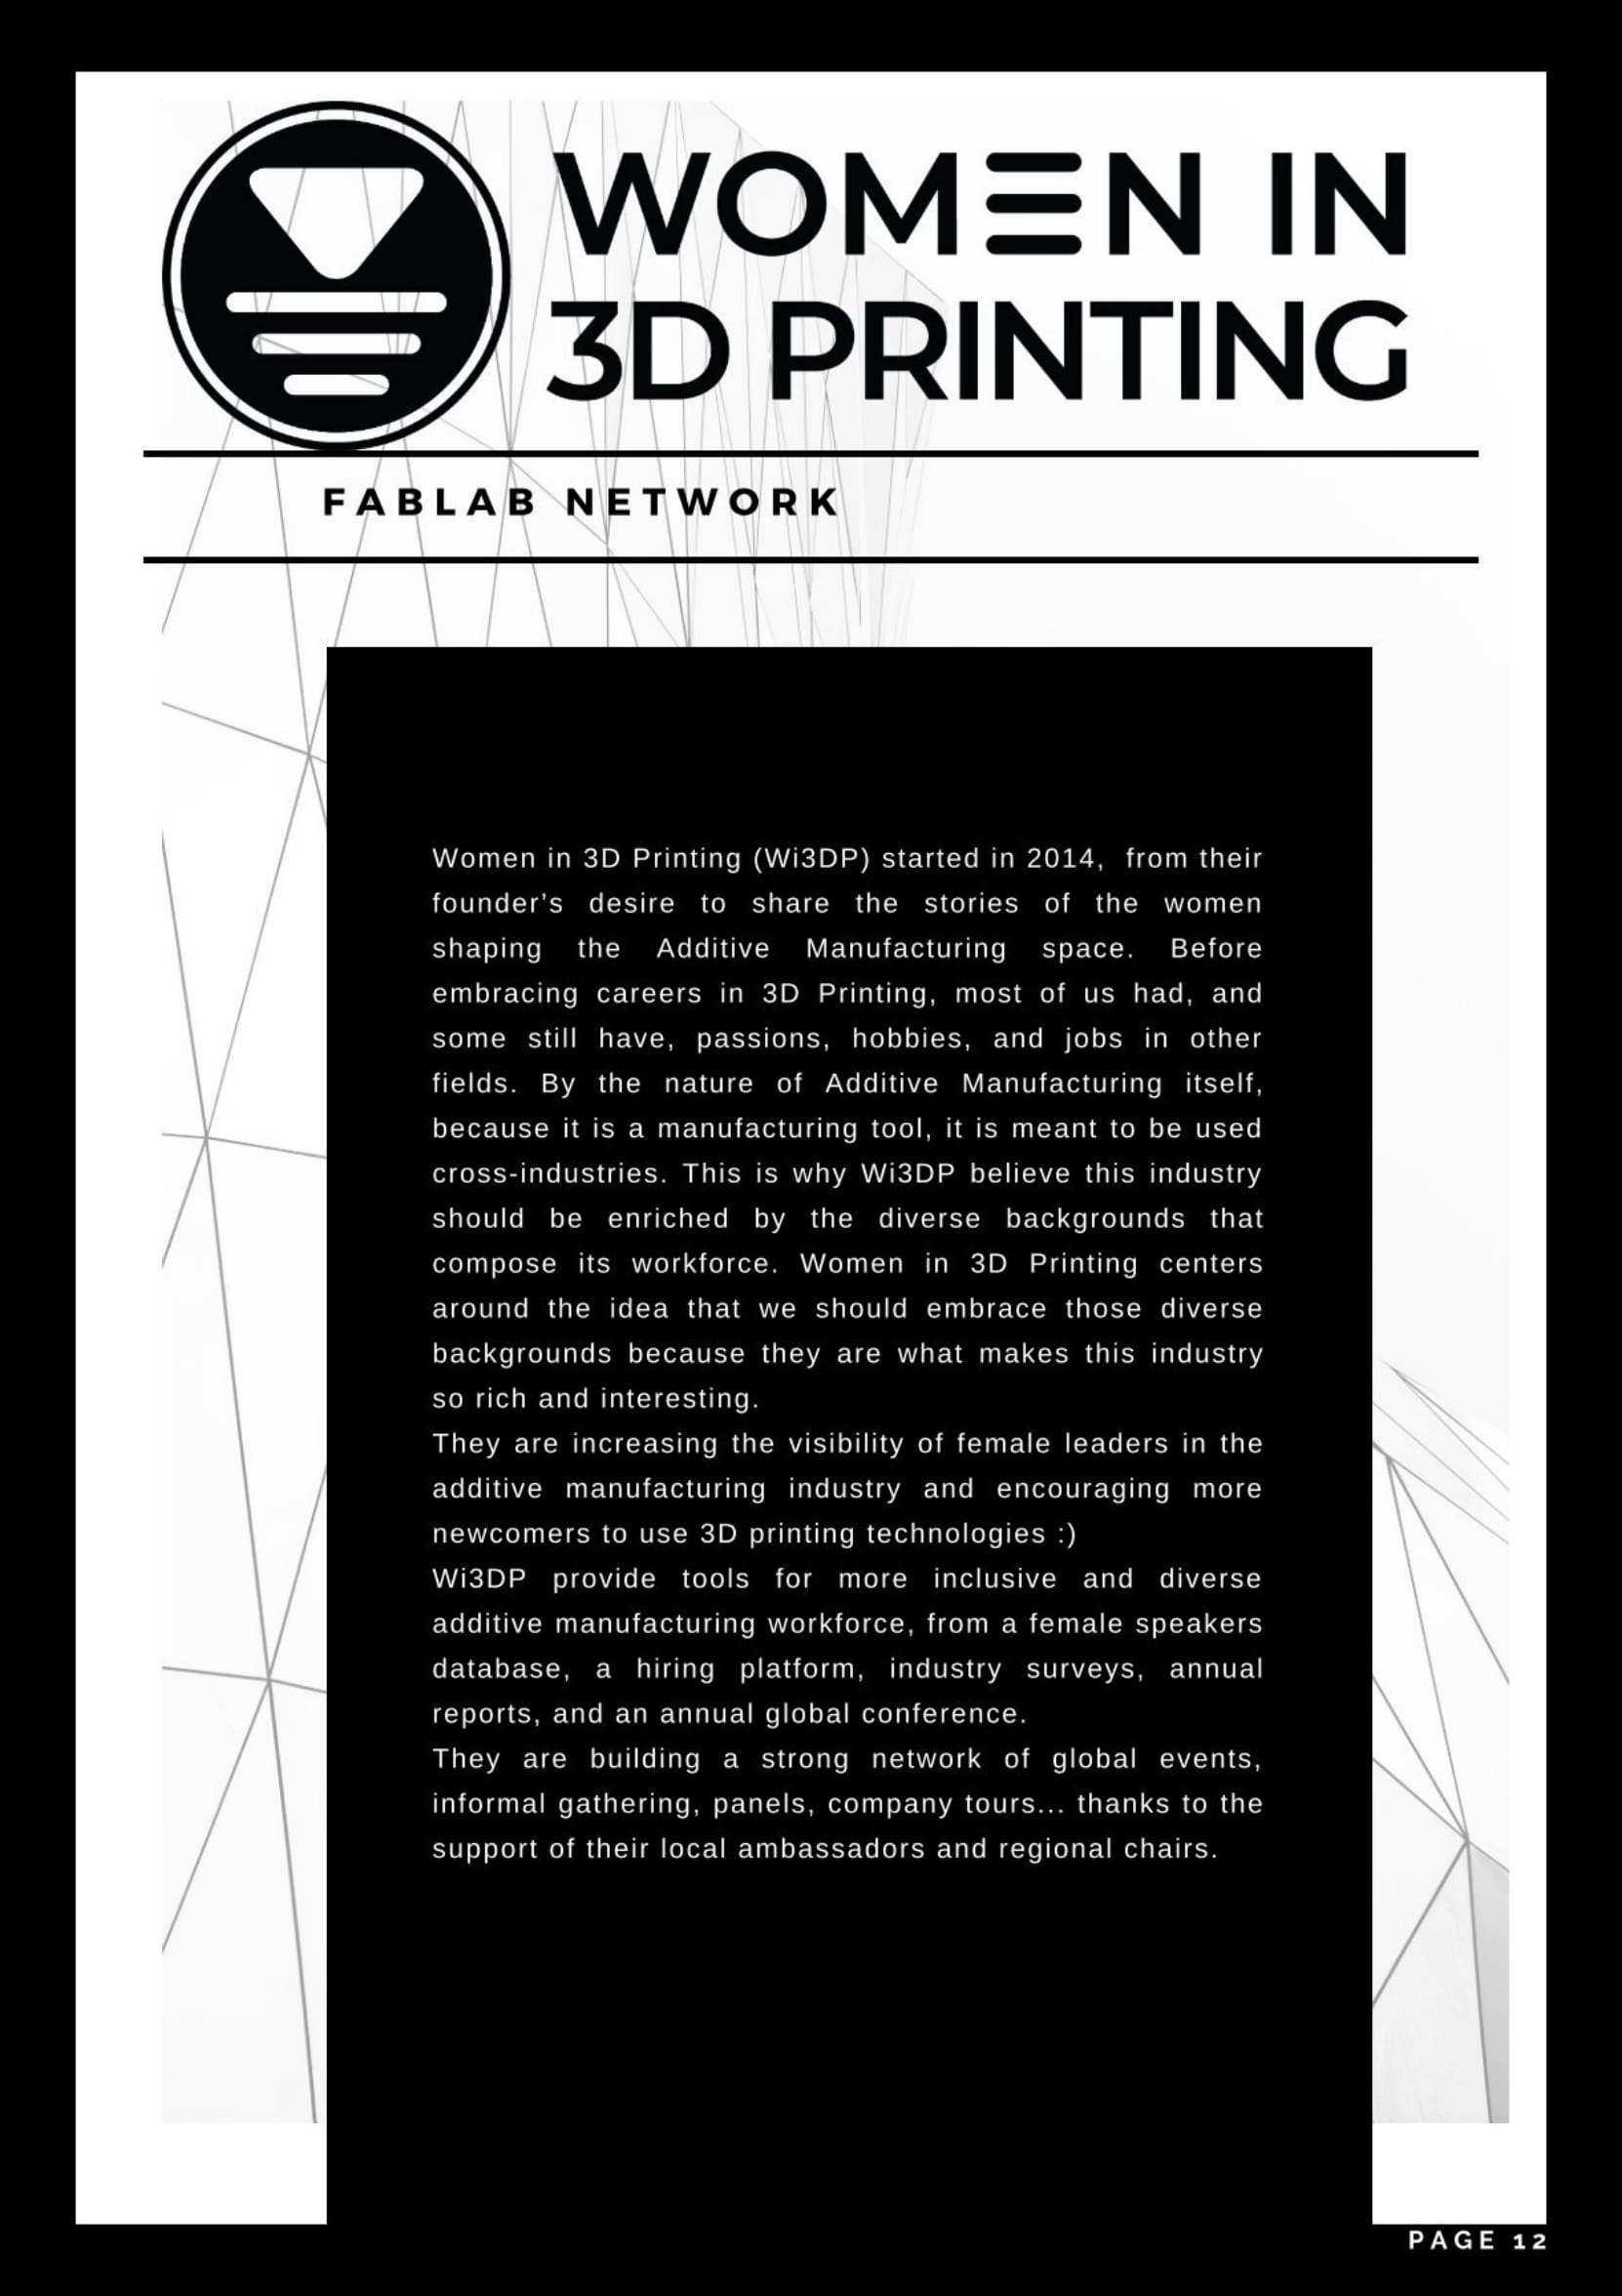 WOMEN IN
3D PRINTING
FABLAB NETWORK
Women in 3D Printing (Wi3DP) started in 2014, from their
founder’s desire to share the stories of the women
shaping the Additive Manufacturing space. Before
embracing careers in 3D Printing, most of us had, and
some still have, passions, hobbies, and jobs in other
fields. By the nature of Additive Manufacturing itself,
because it is a manufacturing tool, it is meant to be used
cross-industries. This is why Wi3DP believe this industry
should be enriched by the diverse backgrounds that
compose its workforce. Women in 3D Printing centers
around the idea that we should embrace those diverse
backgrounds because they are what makes this industry
so rich and interesting.
They are increasing the visibility of female leaders in the
additive manufacturing industry and encouraging more
newcomers to use 3D printing technologies :)
Wi3DP provide tools for more inclusive and diverse
additive manufacturing workforce, from a female speakers
database, a hiring platform, industry surveys, annual
reports, and an annual global conference.
They are building a strong network of global events,
informal gathering, panels, company tours... thanks to the
support of their local ambassadors and regional chairs.
PAGE 12